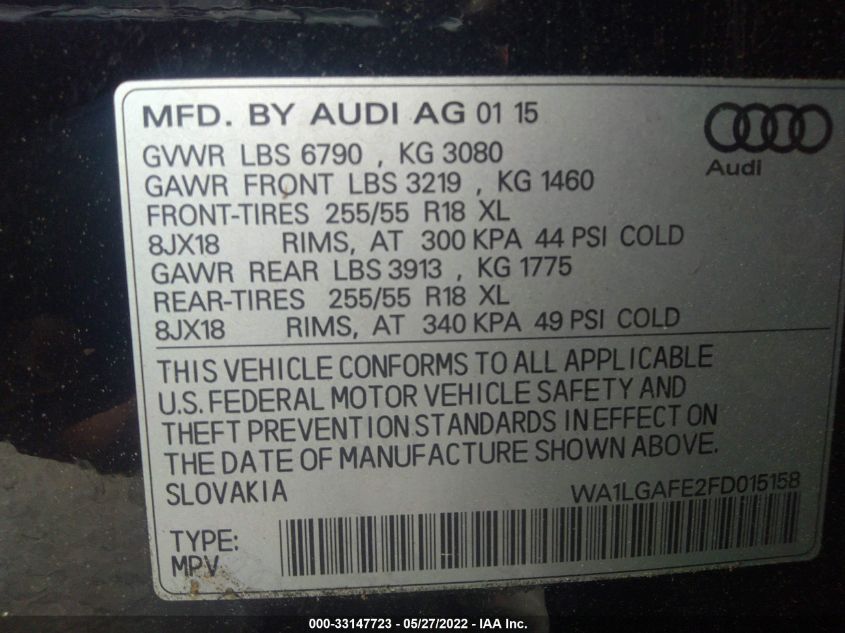 MFD. BY AUDI AG 01 15
Audi
GVWR LBS 6790 , KG 3080
GAWR FRONT LBS 3219 , KG 1460
FRONT-TIRES 255/55 R18 XL
8JX18 RIMS, AT 300 KPA 44 PSI COLD
GAWR REAR LBS 3913 , KG 1775
REAR-TIRES 255/55 R18 XL
8JX18 RIMS, AT 340 KPA 49 PSI COLD
THIS VEHICLE CONFORMS TO ALL APPLICABLE
U.S. FEDERAL MOTOR VEHICLE SAFETY AND
THEFT PREVENTION STANDARDS IN EFFECT ON
THE DATE OF MANUFACTURE SHOWN ABOVE.
SLOVAKIA WA1LGAFE2FD015158
TYPE:
MPV
000-33147723 — 05/27/2022 - IAA Inc.